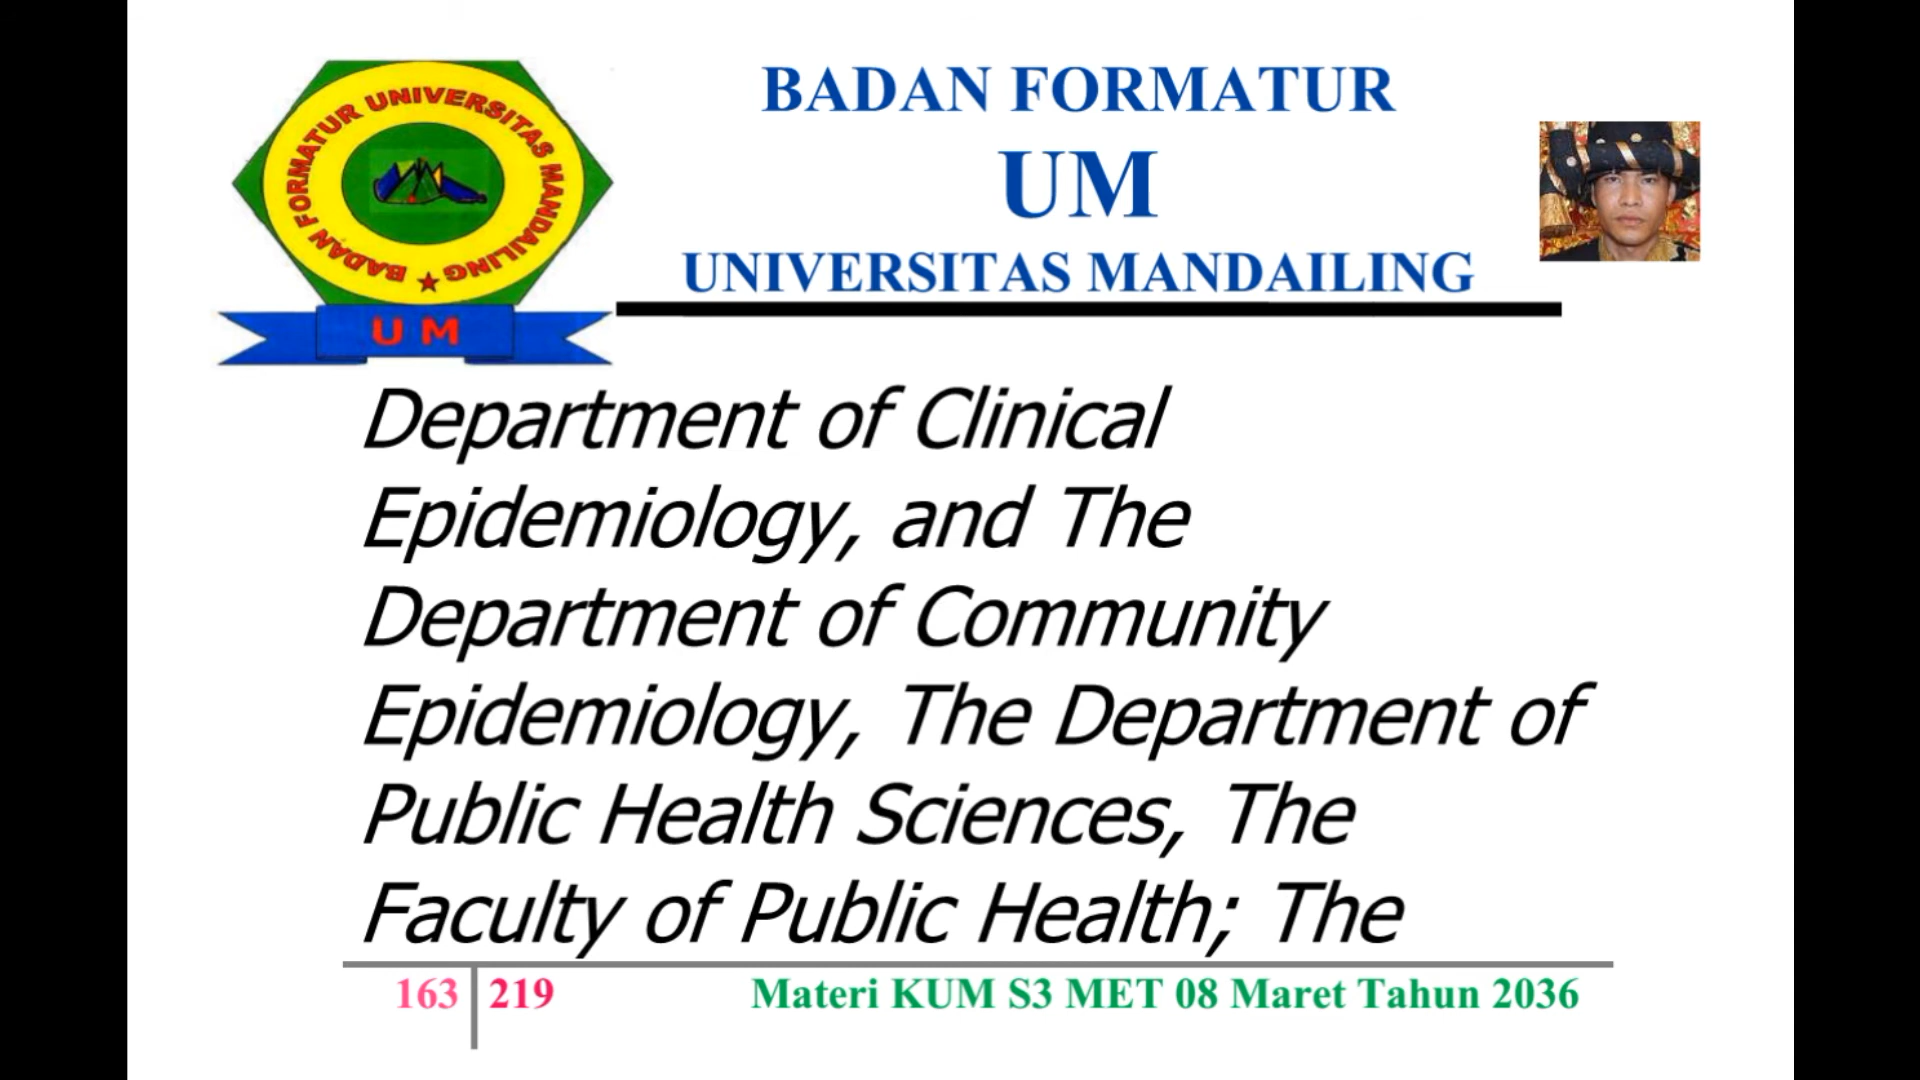 BADAN FORMATUR UNIVERSITAS MANDAILING
U M
BADAN FORMATUR
UM
UNIVERSITAS MANDAILING
Department of Clinical
Epidemiology, and The
Department of Community
Epidemiology, The Department of
Public Health Sciences, The
Faculty of Public Health; The
163 219 Materi KUM S3 MET 08 Maret Tahun 2036